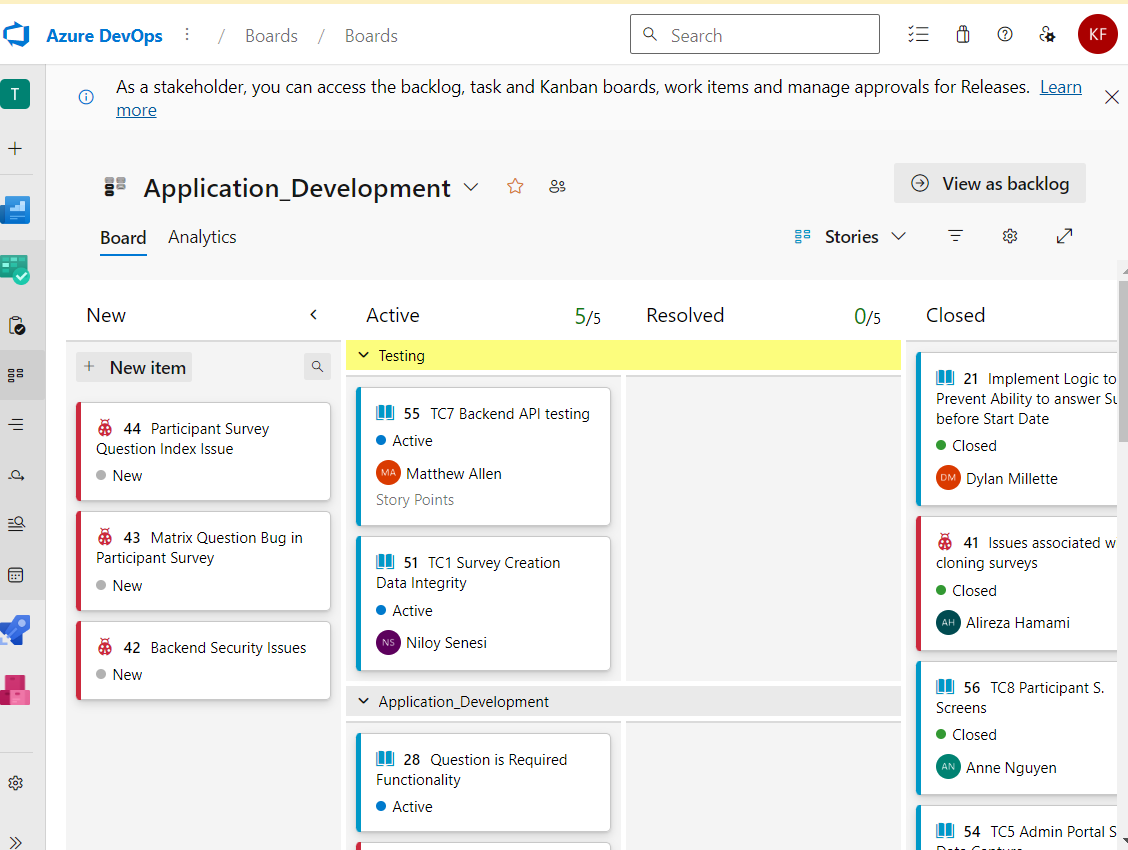 Azure DevOps / Boards / Boards
Search
KF
T
As a stakeholder, you can access the backlog, task and Kanban boards, work items and manage approvals for Releases. Learn
more
Application_Development
View as backlog
Board Analytics
Stories
New
New item
44 Participant Survey
Question Index Issue
New
43 Matrix Question Bug in
Participant Survey
New
42 Backend Security Issues
New
Active 5/5
Resolved 0/5
Testing
55 TC7 Backend API testing
Active
MA Matthew Allen
Story Points
51 TC1 Survey Creation
Data Integrity
Active
NS Niloy Senesi
Application_Development
28 Question is Required
Functionality
Active
Closed
21 Implement Logic to
Prevent Ability to answer Su
before Start Date
Closed
DM Dylan Millette
41 Issues associated w
cloning surveys
Closed
AH Alireza Hamami
56 TC8 Participant S.
Screens
Closed
AN Anne Nguyen
54 TC5 Admin Portal S
Data Capture